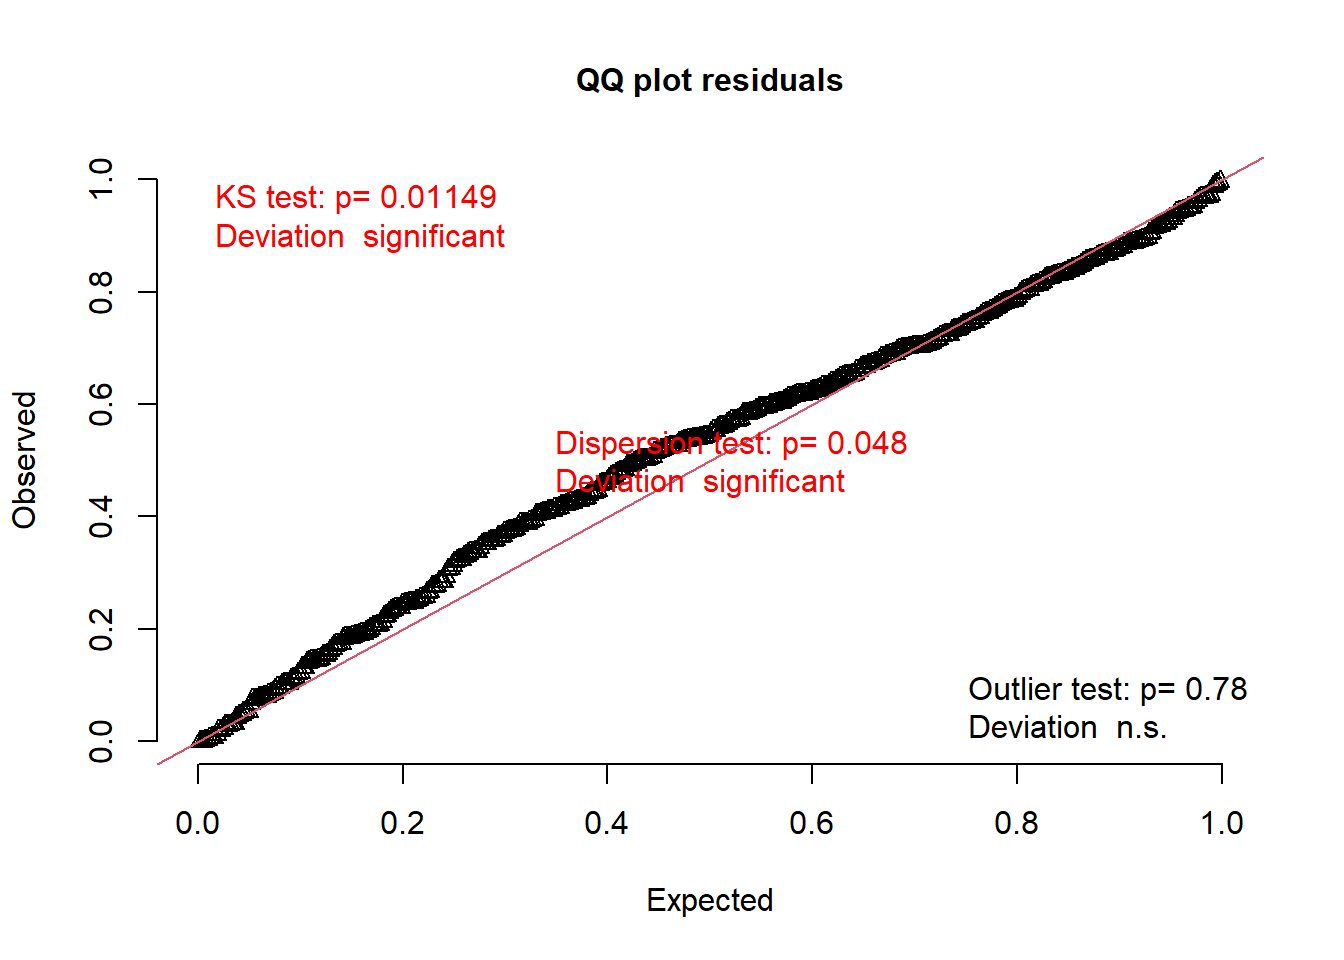 QQ plot residuals
KS test: p= 0.01149
Deviation  significant
Dispersion test: p= 0.048
Deviation  significant
Outlier test: p= 0.78
Deviation  n.s.
Observed
1.0
0.8
0.6
0.4
0.2
0.0
0.0 0.2 0.4 0.6 0.8 1.0
Expected